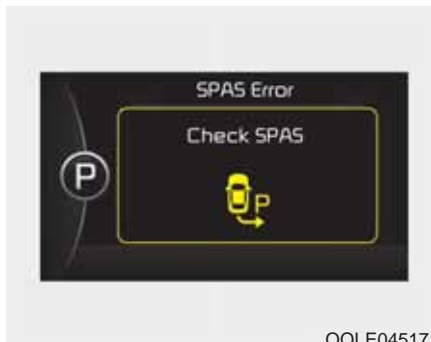 SPAS Error
Check SPAS
P
P
OQLE04517